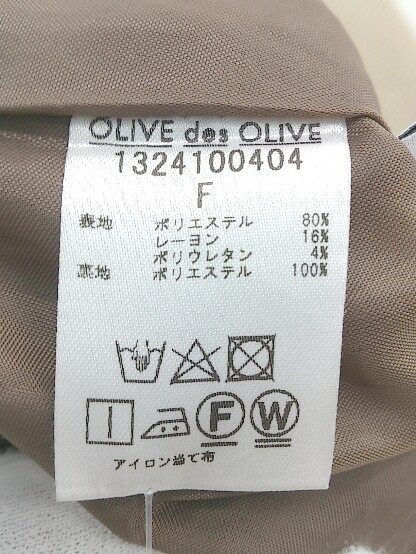 OLIVE des OLIVE
1324100404
F
表地 ポリエステル 80%
レーヨン 16%
ポリウレタン 4%
裏地 ポリエステル 100%
F W
アイロン当て布